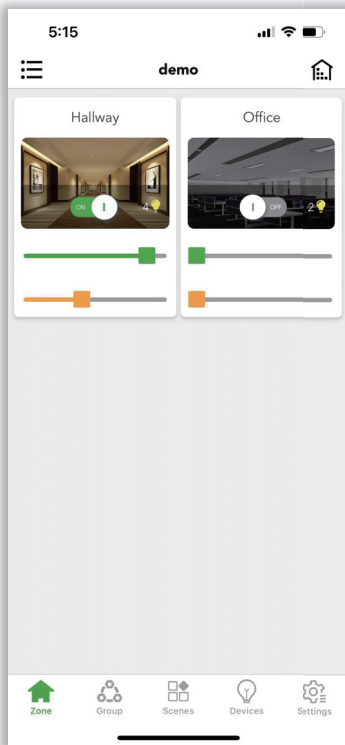 5:15
demo
Hallway
Office
ON
4
OFF
2
Zone
Group
Scenes
Devices
Settings